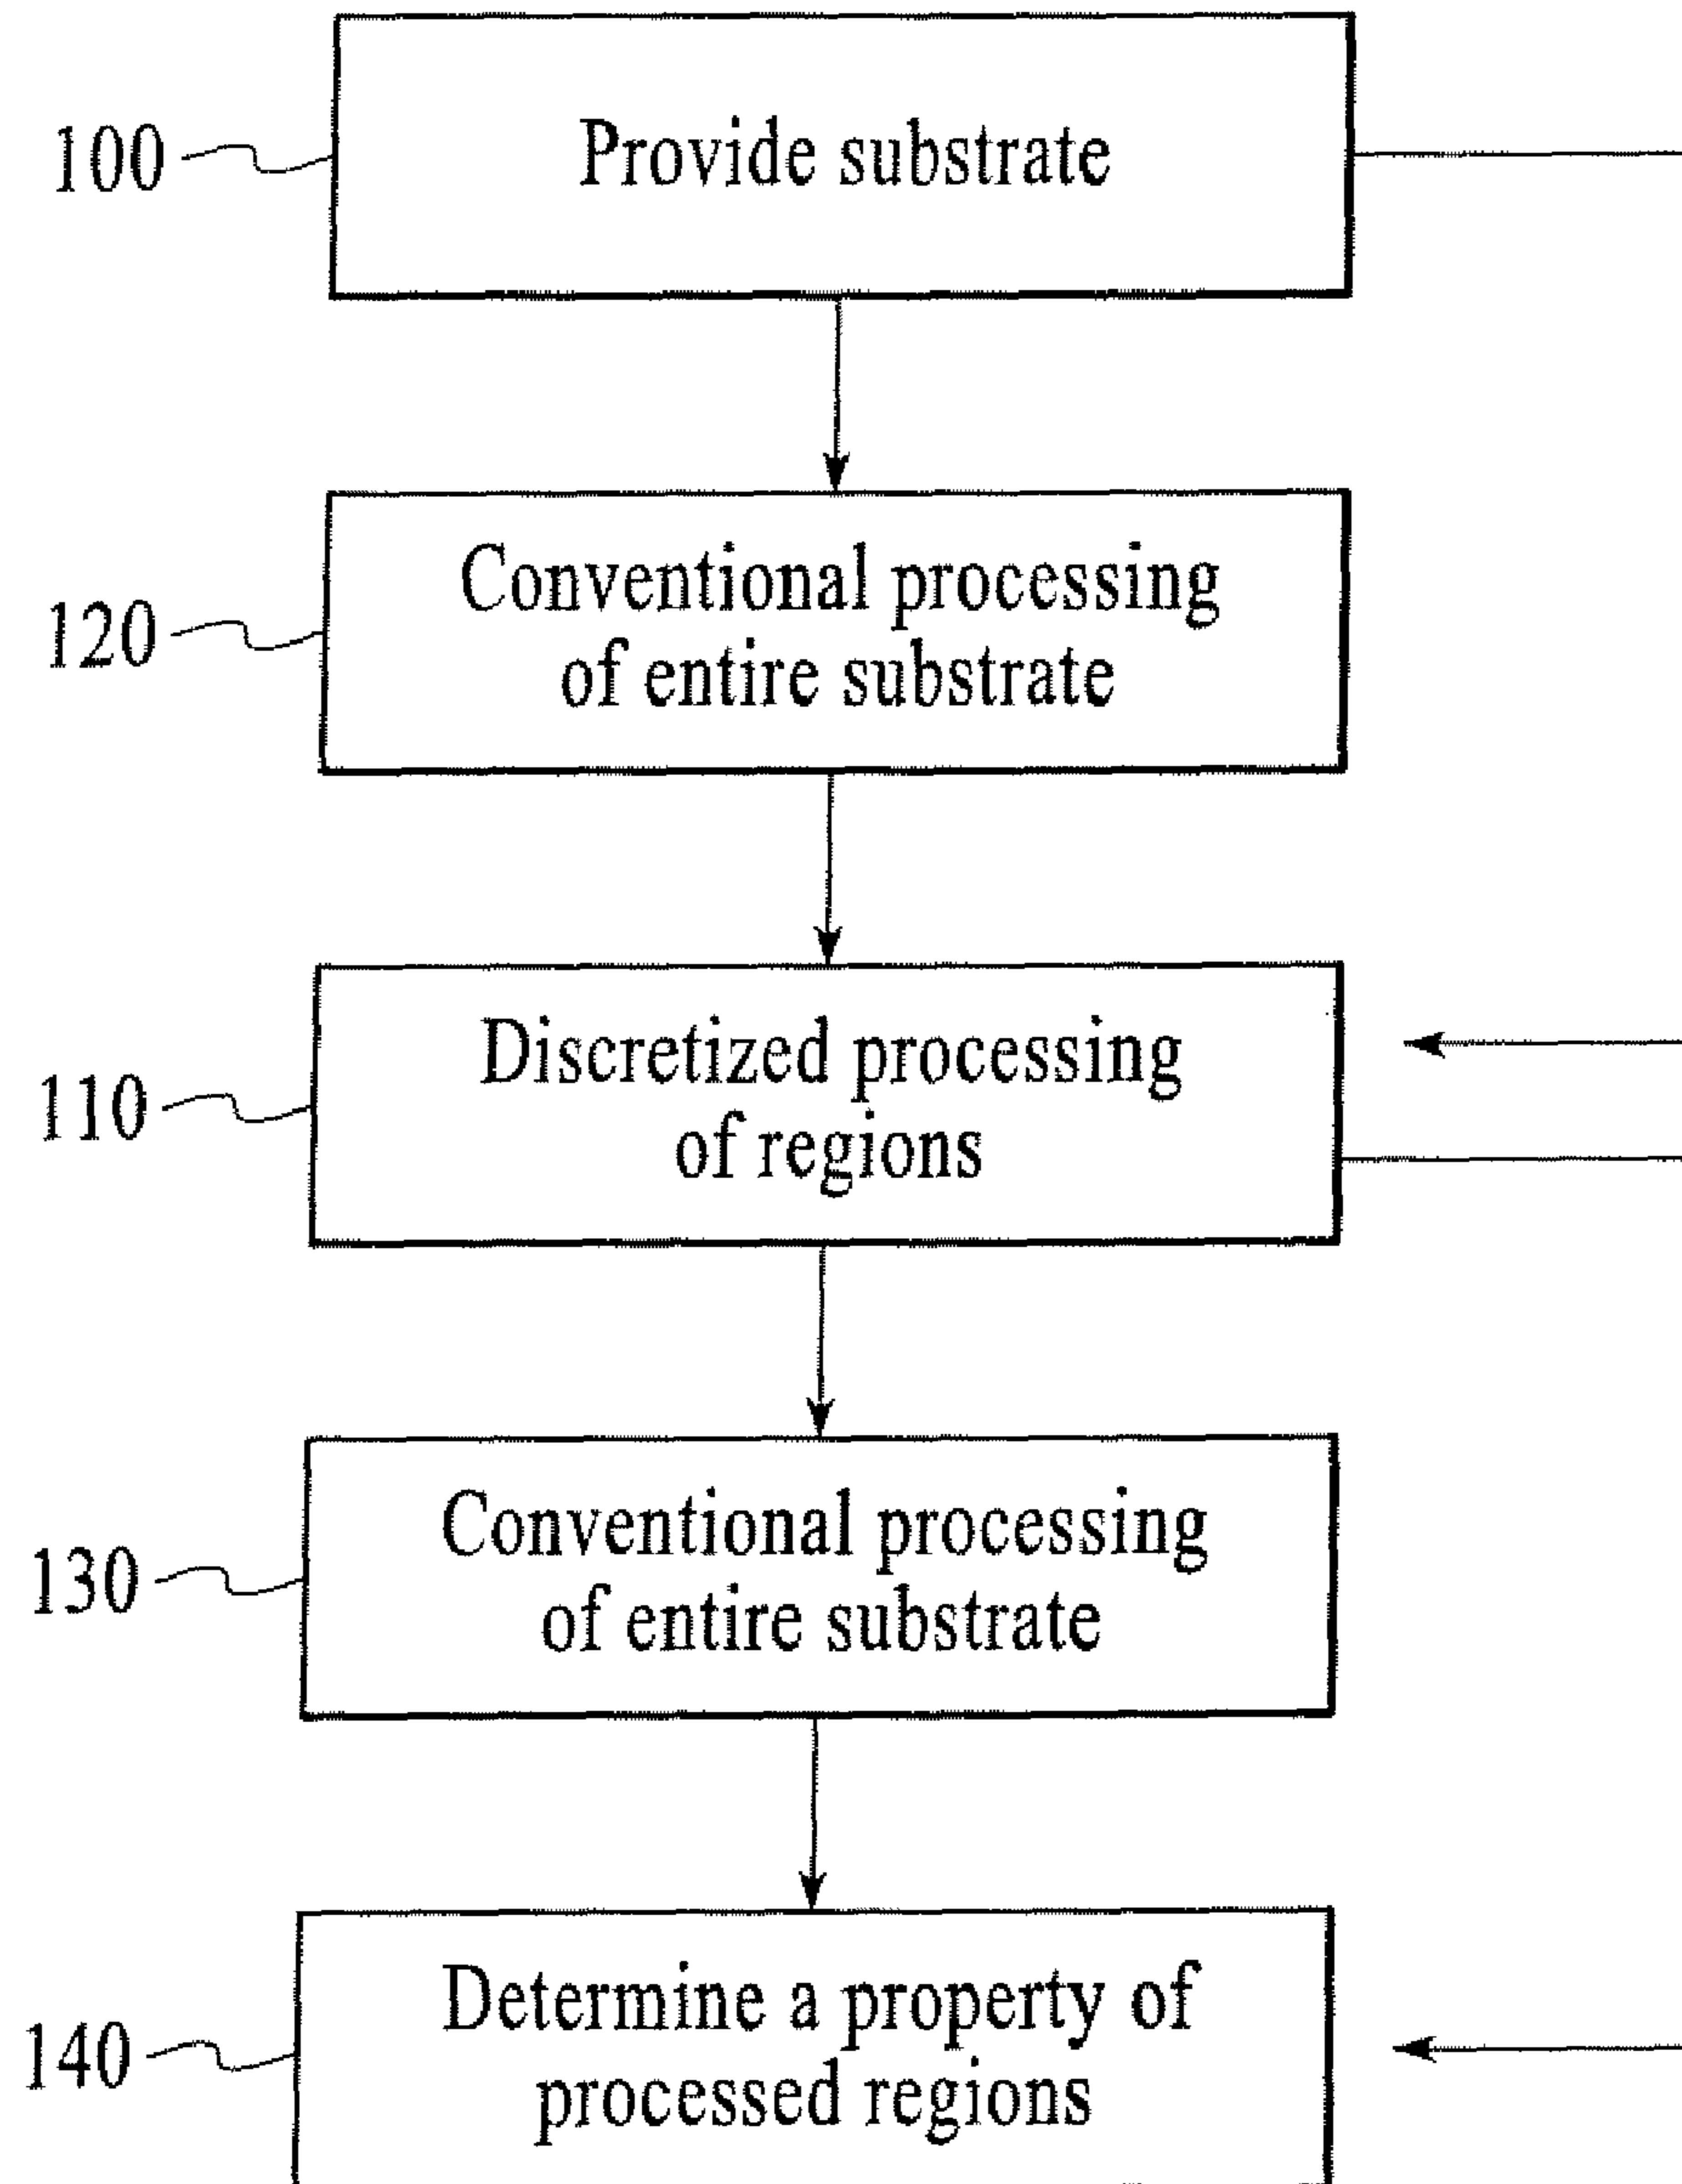 100
Provide substrate
120
Conventional processing
of entire substrate
110
Discretized processing
of regions
130
Conventional processing
of entire substrate
140
Determine a property of
processed regions